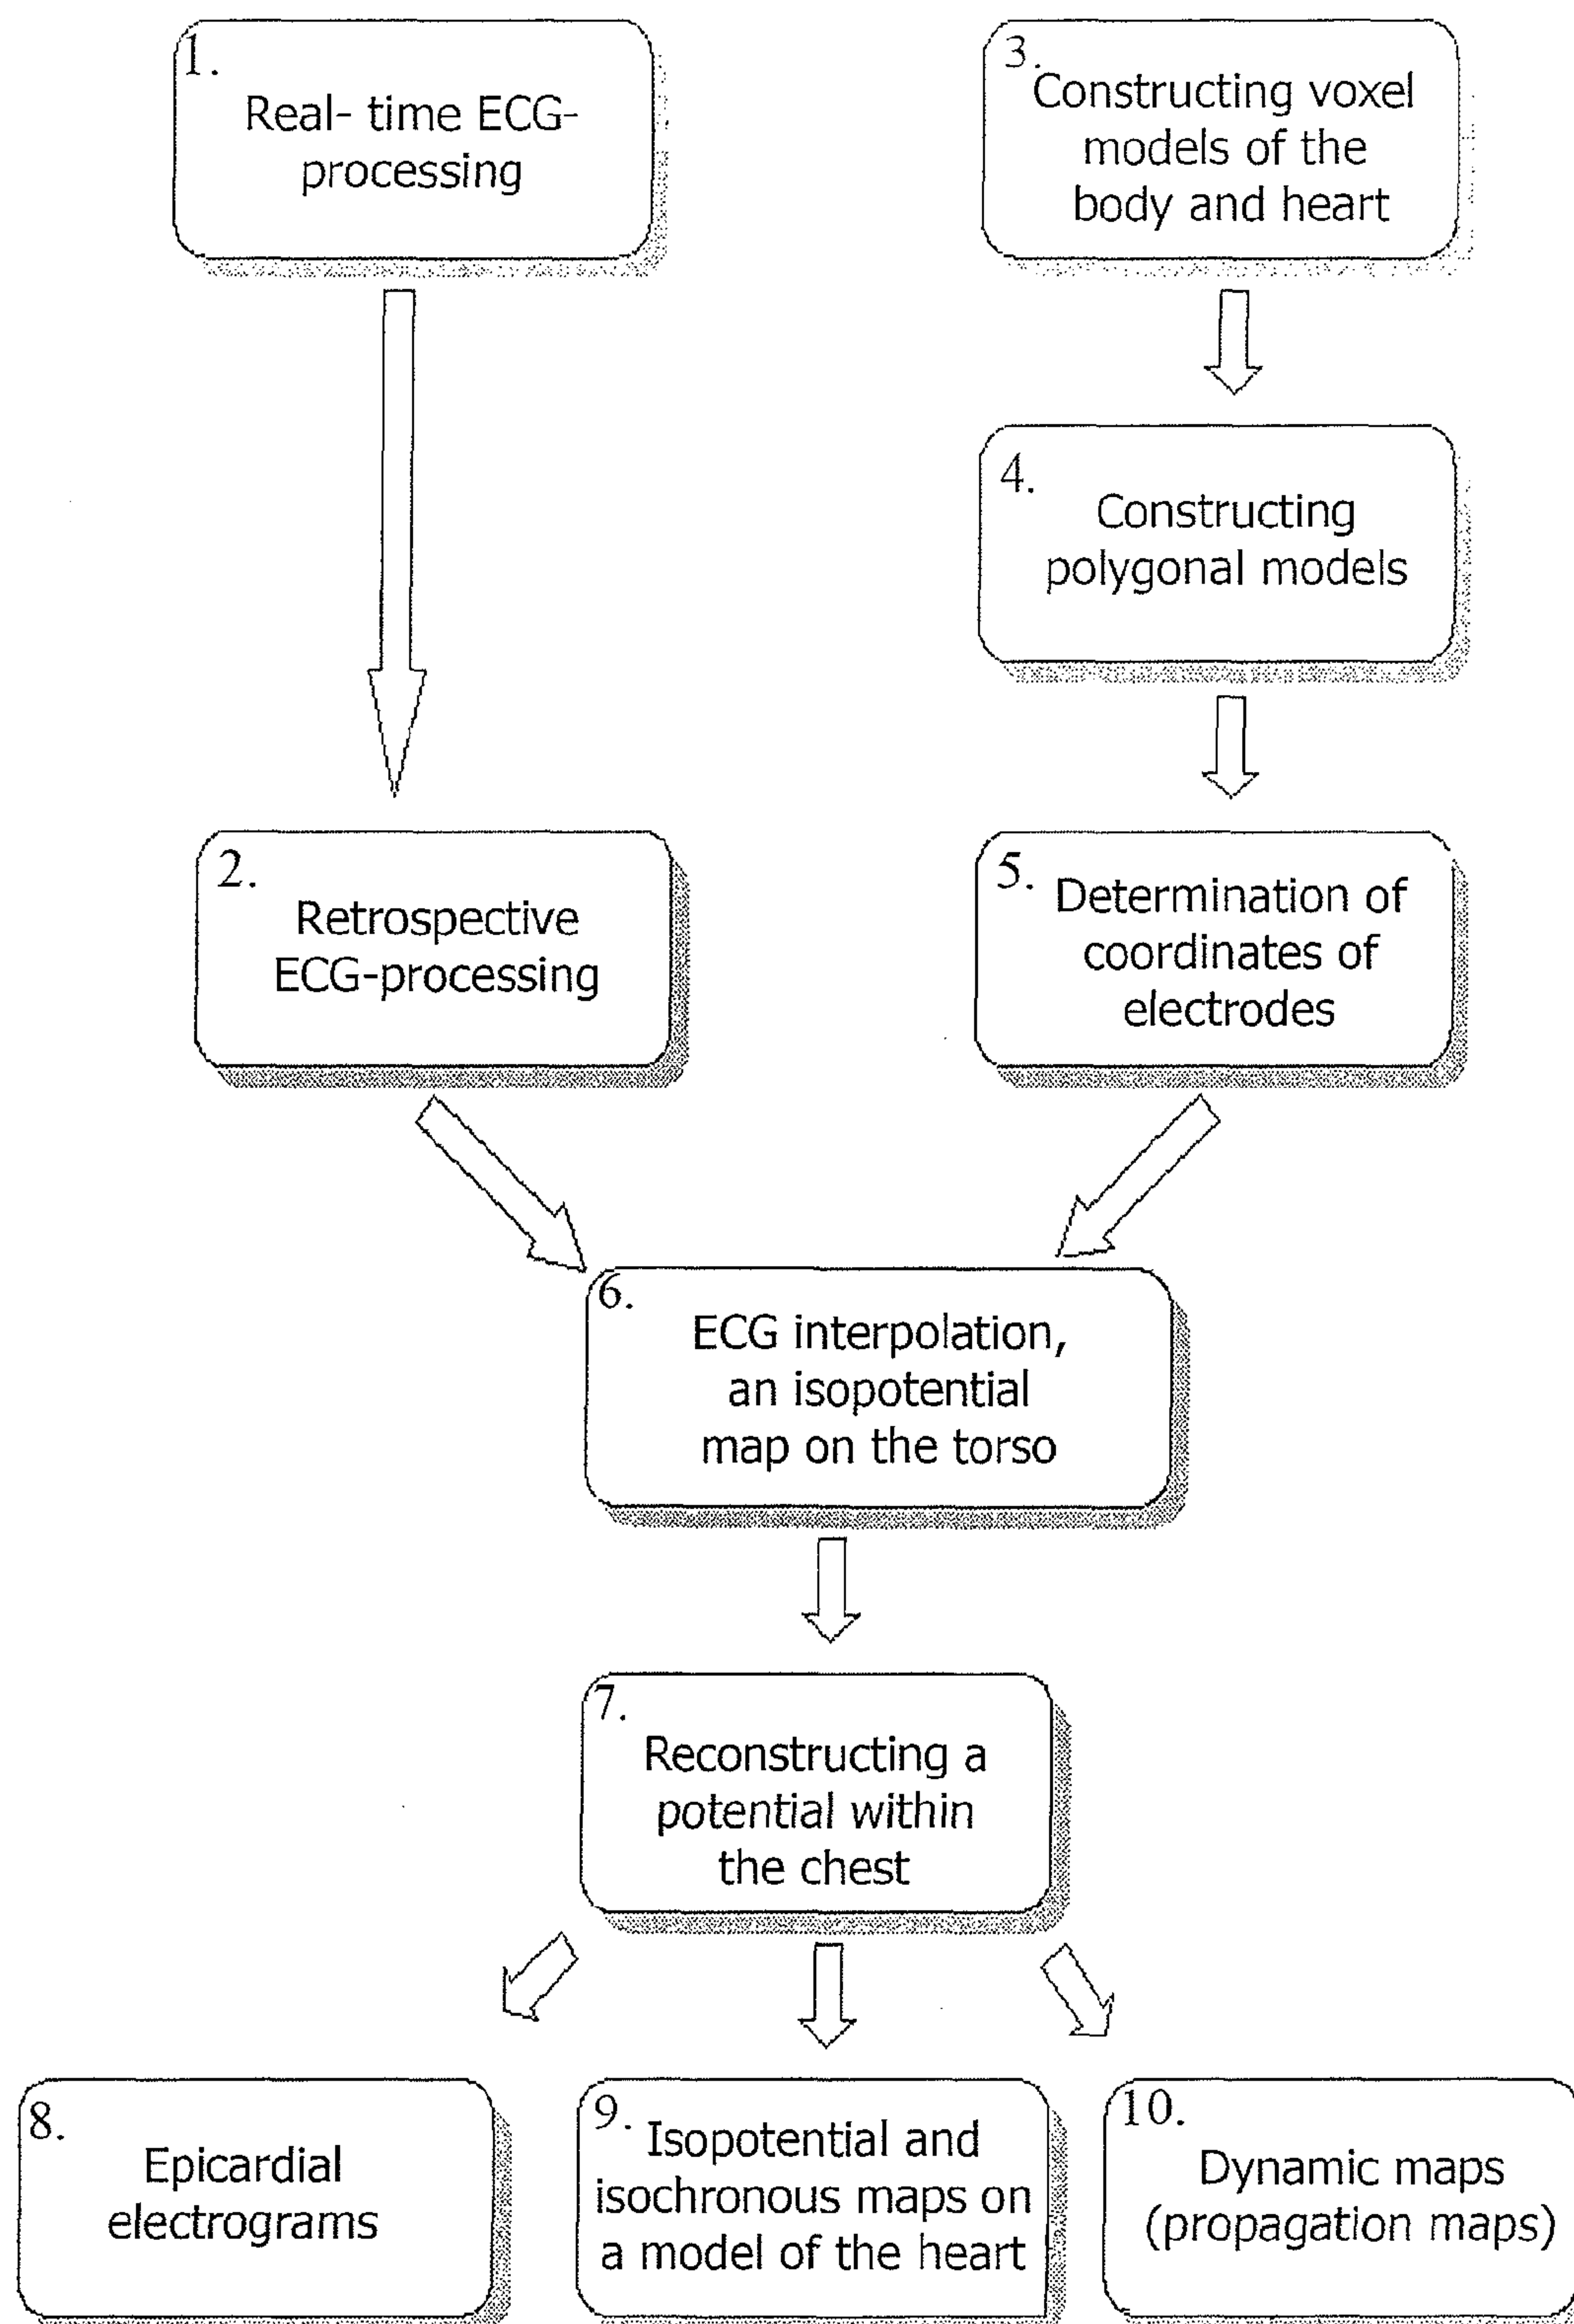 1.
Real- time ECG-
processing
3.
Constructing voxel
models of the
body and heart
4.
Constructing
polygonal models
2.
Retrospective
ECG-processing
5.
Determination of
coordinates of
electrodes
6.
ECG interpolation,
an isopotential
map on the torso
7.
Reconstructing a
potential within
the chest
8.
Epicardial
electrograms
9.
Isopotential and
isochronous maps on
a model of the heart
10.
Dynamic maps
(propagation maps)